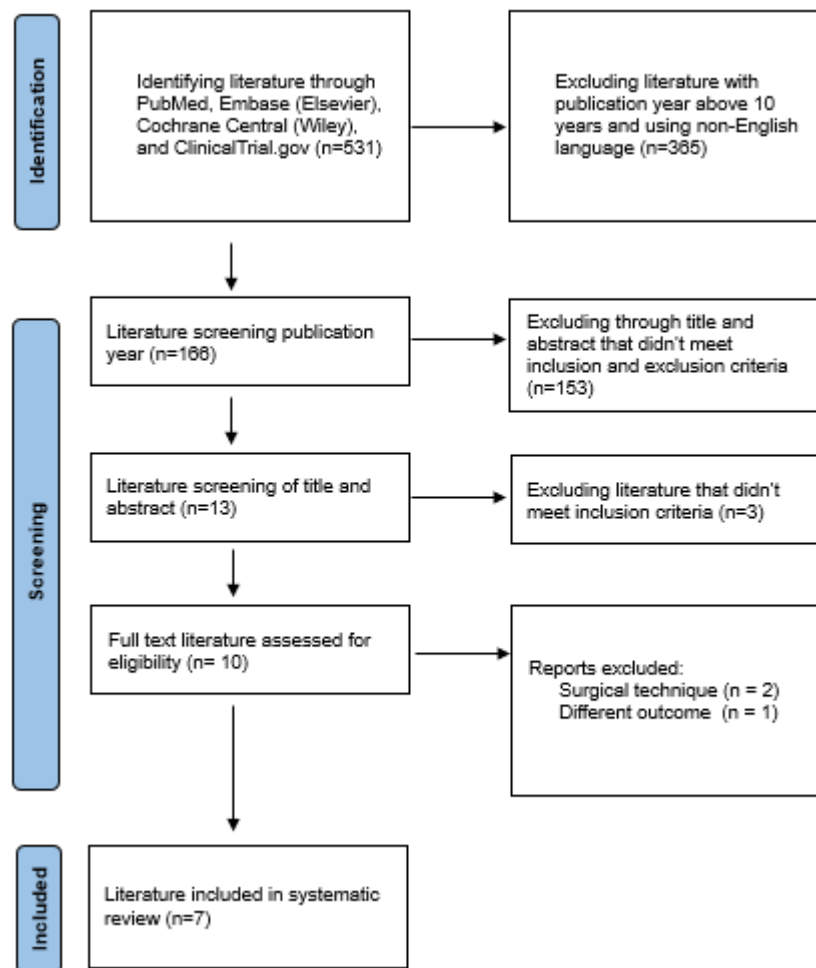 Identification
Identifying literature through
PubMed, Embase (Elsevier),
Cochrane Central (Wiley),
and ClinicalTrial.gov (n=531)
Excluding literature with
publication year above 10
years and using non-English
language (n=365)
Screening
Literature screening publication
year (n=166)
Excluding through title and
abstract that didn't meet
inclusion and exclusion criteria
(n=153)
Literature screening of title and
abstract (n=13)
Excluding literature that didn't
meet inclusion criteria (n=3)
Full text literature assessed for
eligibility (n= 10)
Reports excluded:
Surgical technique (n = 2)
Different outcome (n = 1)
Included
Literature included in systematic
review (n=7)